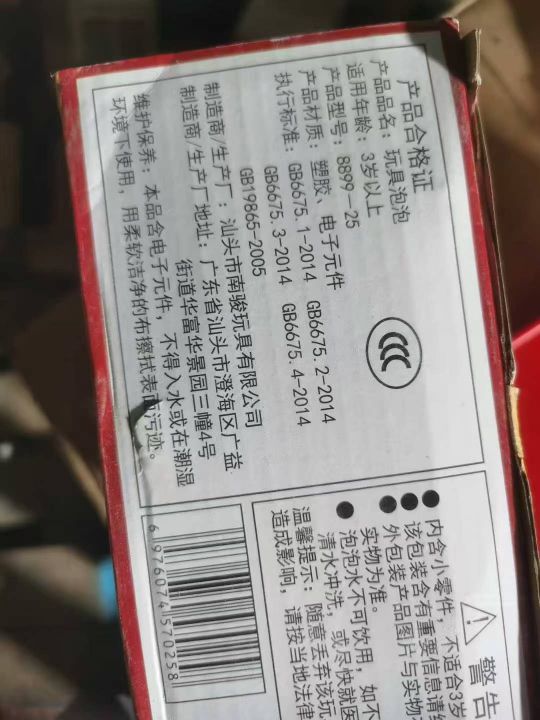 产品合格证
产品品名：玩具泡泡
适用年龄：3岁以上
产品型号：8899-25
产品材质：塑胶、电子元件
执行标准：GB6675.1-2014 GB6675.2-2014
GB6675.3-2014 GB6675.4-2014
GB19865-2005
制造商/生产厂：汕头市南骏玩具有限公司
制造商/生产厂地址：广东省汕头市澄海区广益
街道华富华景园三幢4号
维护保养：本品含电子元件，不得入水或在潮湿
环境下使用，用柔软洁净的布擦拭表面污迹。
CCC
警告
内含小零件，不适合3岁
该包装含有重要信息请
外包装产品图片与实物
实物为准。
泡泡水不可饮用，如不
清水冲洗，或尽快就医
温馨提示：随意丢弃该玩
造成影响，请按当地法律
6 976074 570258